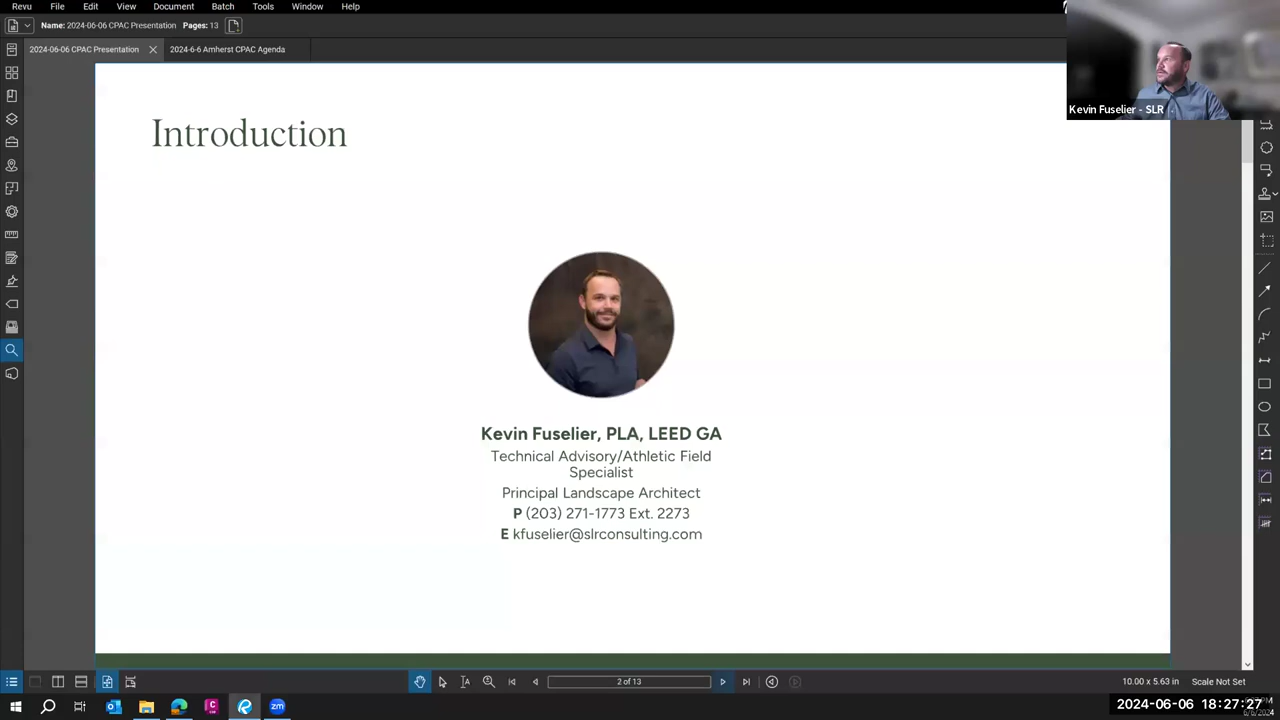 Revu File Edit View Document Batch Tools Window Help
Name: 2024-06-06 CPAC Presentation Pages: 13
2024-06-06 CPAC Presentation 2024-6-6 Amherst CPAC Agenda
Kevin Fuselier - SLR
Introduction
Kevin Fuselier, PLA, LEED GA
Technical Advisory/Athletic Field
Specialist
Principal Landscape Architect
P (203) 271-1773 Ext. 2273
E kfuselier@slrconsulting.com
2 of 13 10.00 x 5.63 in Scale Not Set
zm
2024-06-06 18:27:27